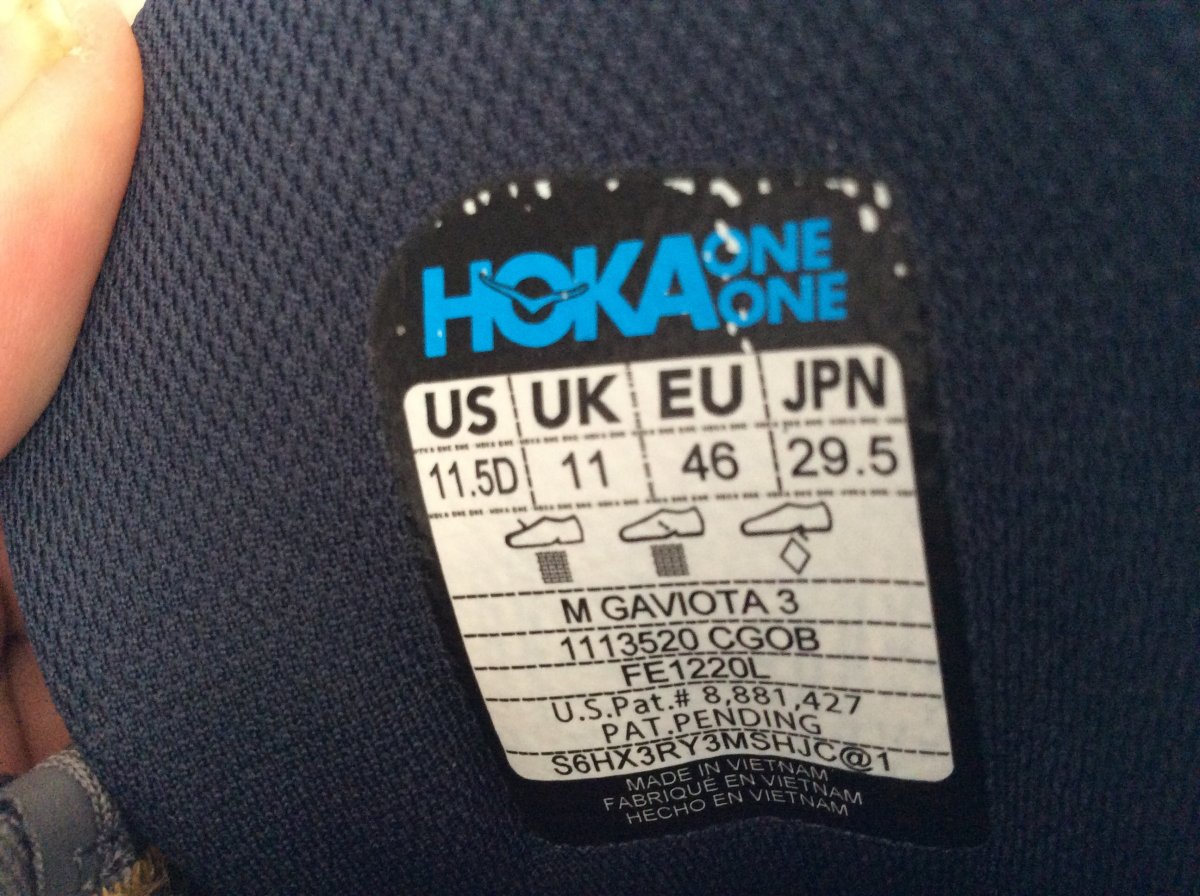 HOKA ONE ONE
US UK EU JPN
11.5D 11 46 29.5
M GAVIOTA 3
1113520 CGOB
FE1220L
U.S.Pat.# 8,881,427
PAT.PENDING
S6HX3RY3MSHJC@1
MADE IN VIETNAM
FABRIQUÉ EN VIETNAM
HECHO EN VIETNAM